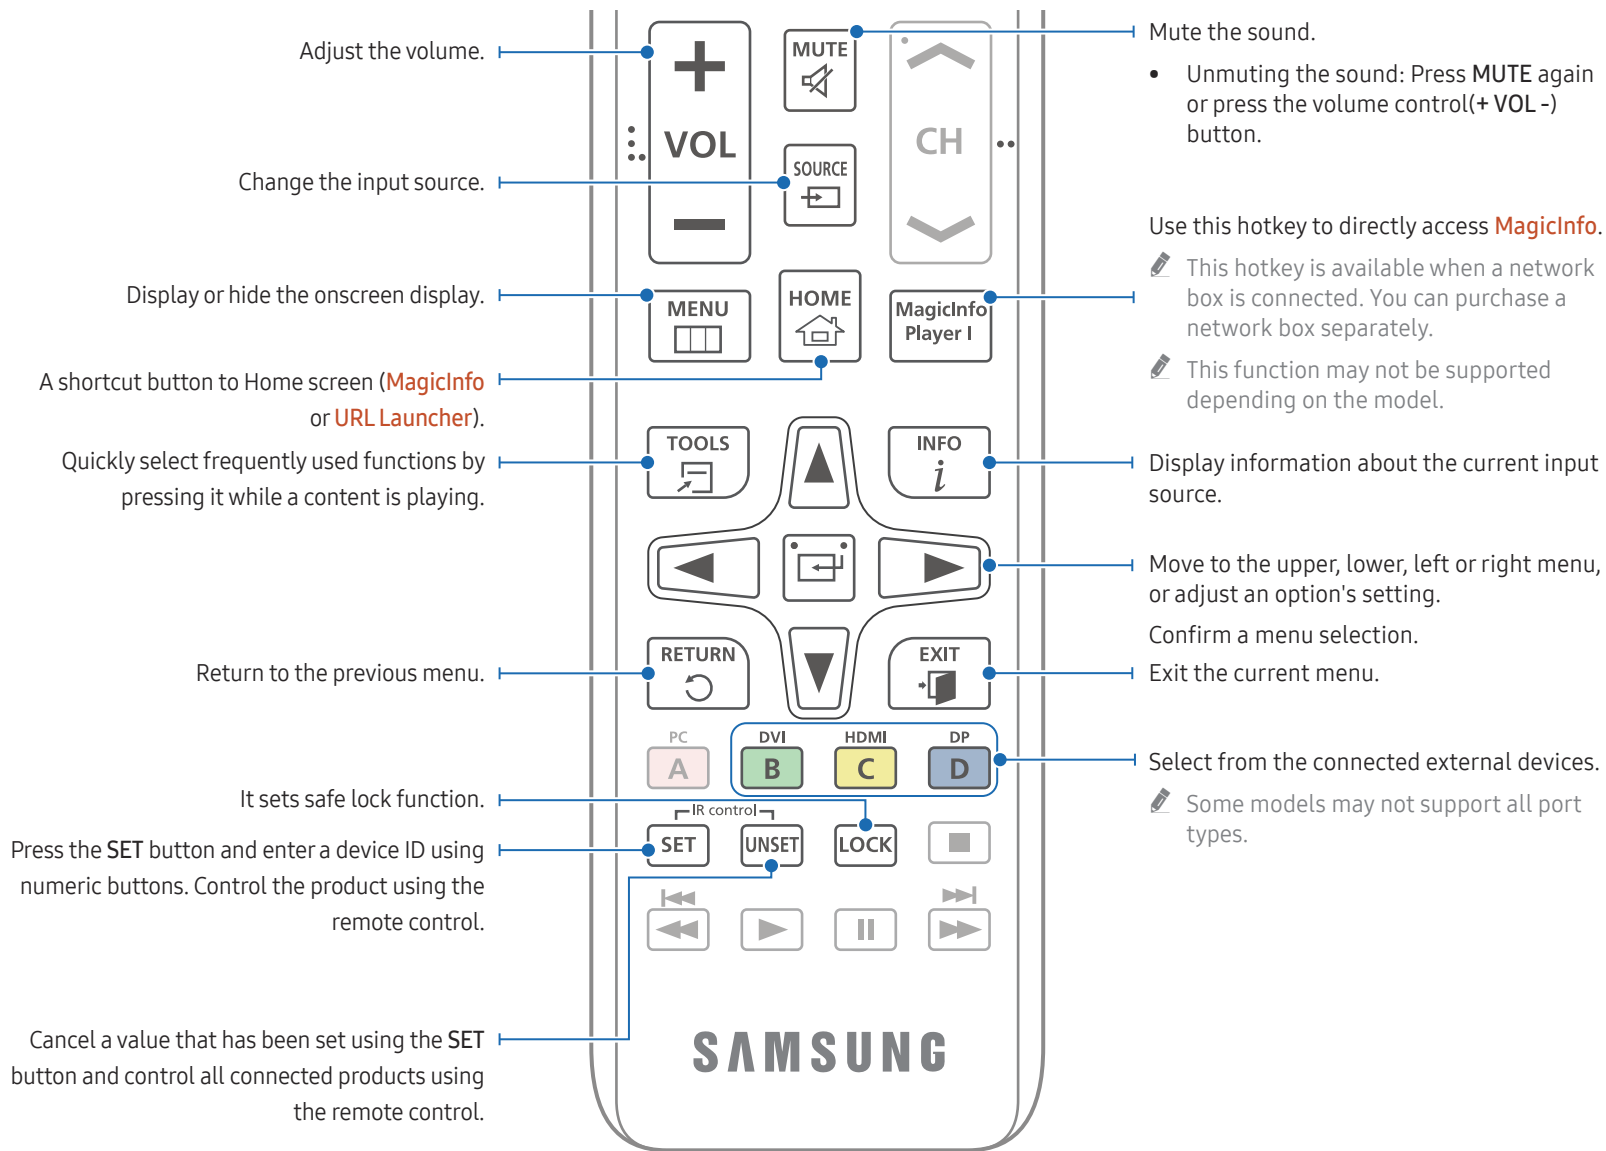 Adjust the volume.
Change the input source.
Display or hide the onscreen display.
A shortcut button to Home screen (MagicInfo
or URL Launcher).
Quickly select frequently used functions by
pressing it while a content is playing.
Return to the previous menu.
It sets safe lock function.
Press the SET button and enter a device ID using
numeric buttons. Control the product using the
remote control.
Cancel a value that has been set using the SET
button and control all connected products using
the remote control.
MUTE
VOL
CH
SOURCE
MENU
HOME
MagicInfo
Player I
TOOLS
INFO
i
RETURN
EXIT
PC
DVI
HDMI
DP
A
B
C
D
IR control
SET
UNSET
LOCK
SAMSUNG
Mute the sound.
• Unmuting the sound: Press MUTE again
or press the volume control(+ VOL -)
button.
Use this hotkey to directly access MagicInfo.
This hotkey is available when a network
box is connected. You can purchase a
network box separately.
This function may not be supported
depending on the model.
Display information about the current input
source.
Move to the upper, lower, left or right menu,
or adjust an option's setting.
Confirm a menu selection.
Exit the current menu.
Select from the connected external devices.
Some models may not support all port
types.